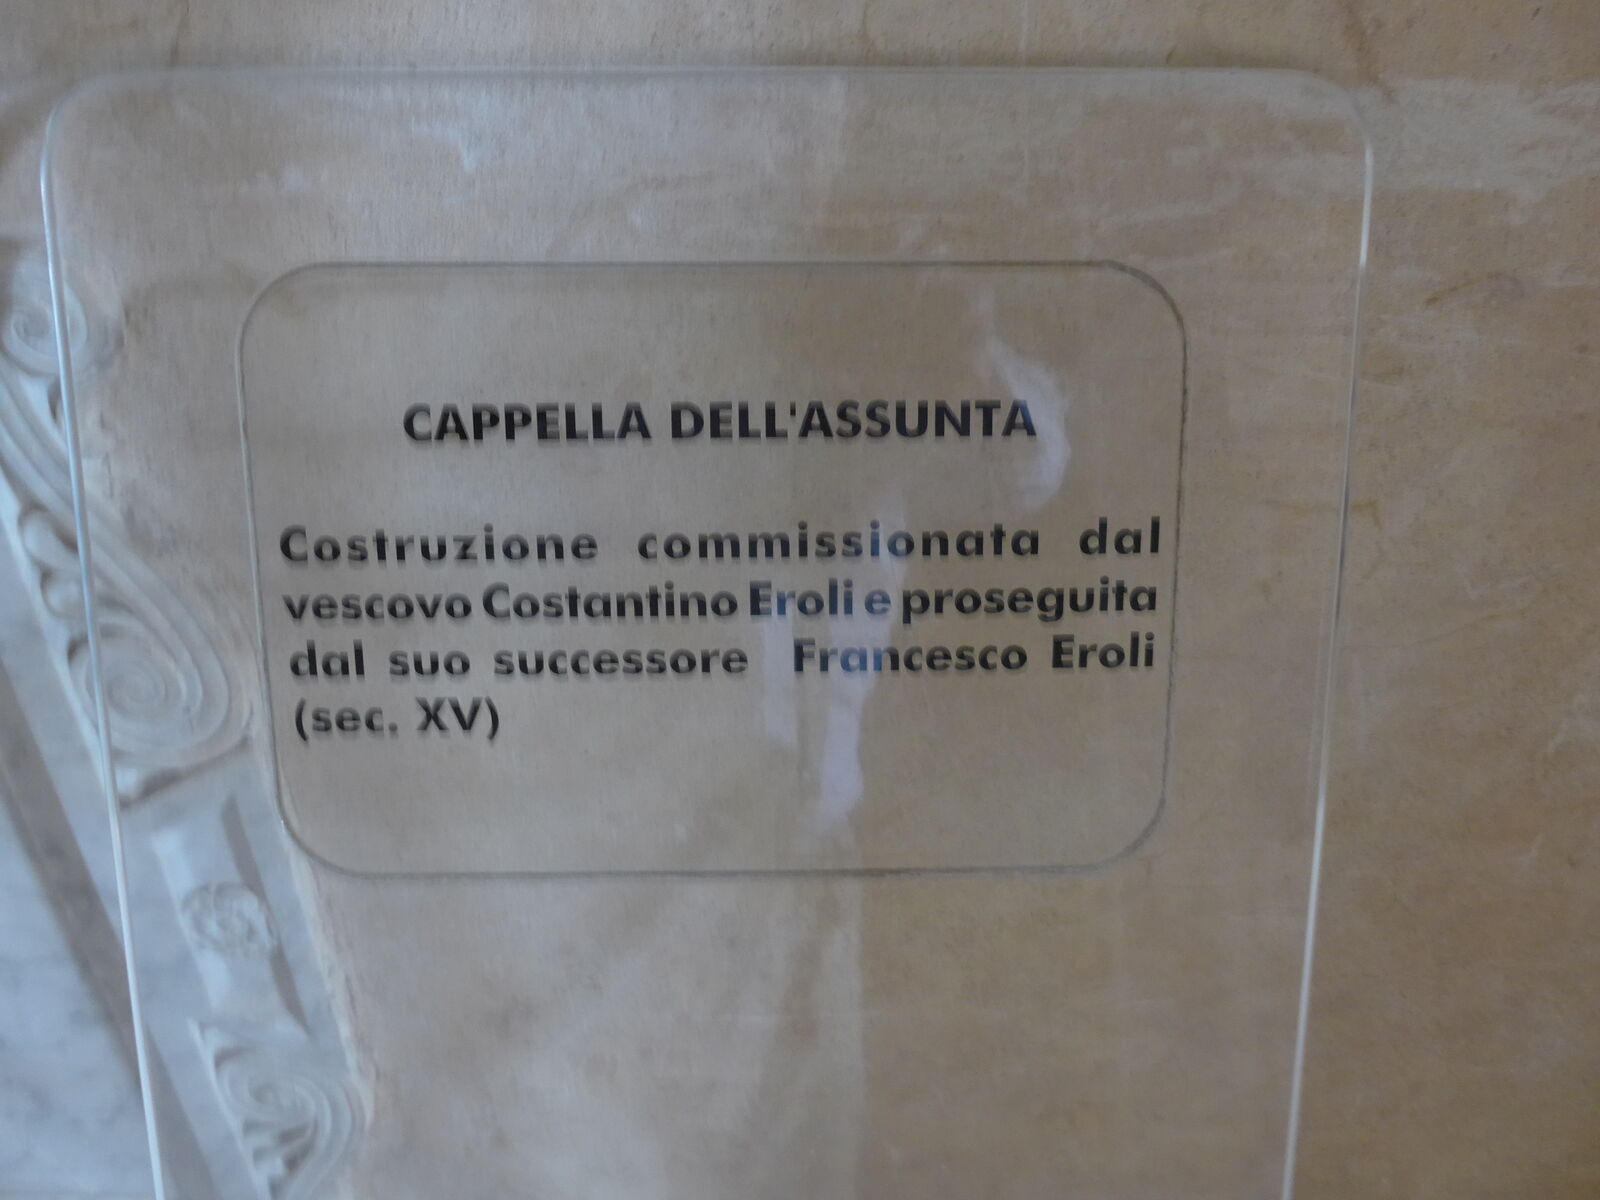 CAPPELLA DELL'ASSUNTA
Costruzione commissionata dal
vescovo Costantino Eroli e proseguita
dal suo successore Francesco Eroli
(sec. XV)